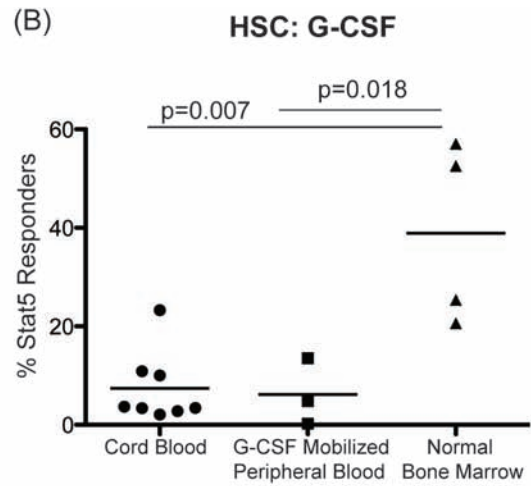 (B)
HSC: G-CSF
p=0.018
p=0.007
% Stat5 Responders
60
40
20
0
Cord Blood
G-CSF Mobilized
Peripheral Blood
Normal
Bone Marrow